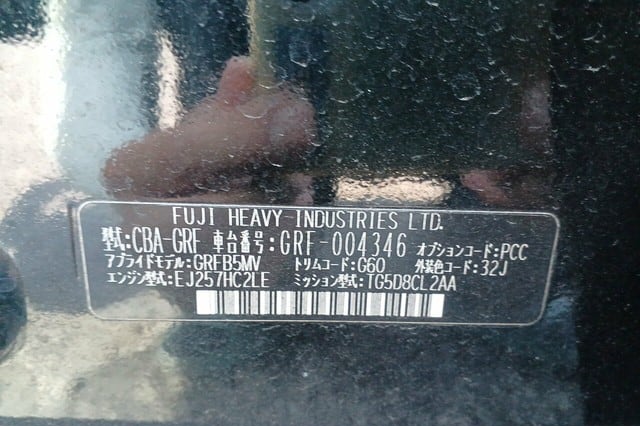 FUJI HEAVY INDUSTRIES LTD.
型式:CBA-GRF 車台番号:GRF-004346 オプションコード:PCC
アプライドモデル:GRFB5MV トリムコード:G60 外装色コード:32J
エンジン型式:EJ257HC2LE ミッション型式:TG5D8CL2AA